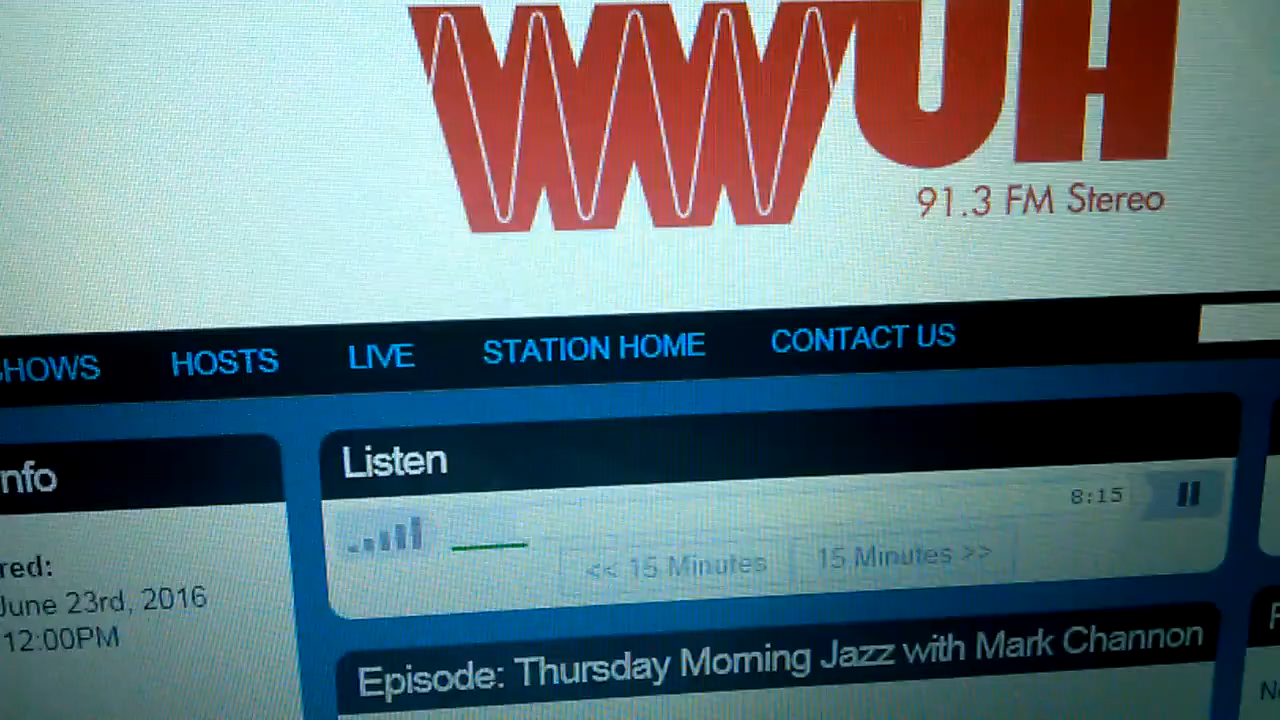 WWUH
91.3 FM Stereo
SHOWS HOSTS LIVE STATION HOME CONTACT US
nfo
Listen
8:15
<< 15 Minutes 15 Minutes >>
red:
June 23rd, 2016
12:00PM
Episode: Thursday Morning Jazz with Mark Channon